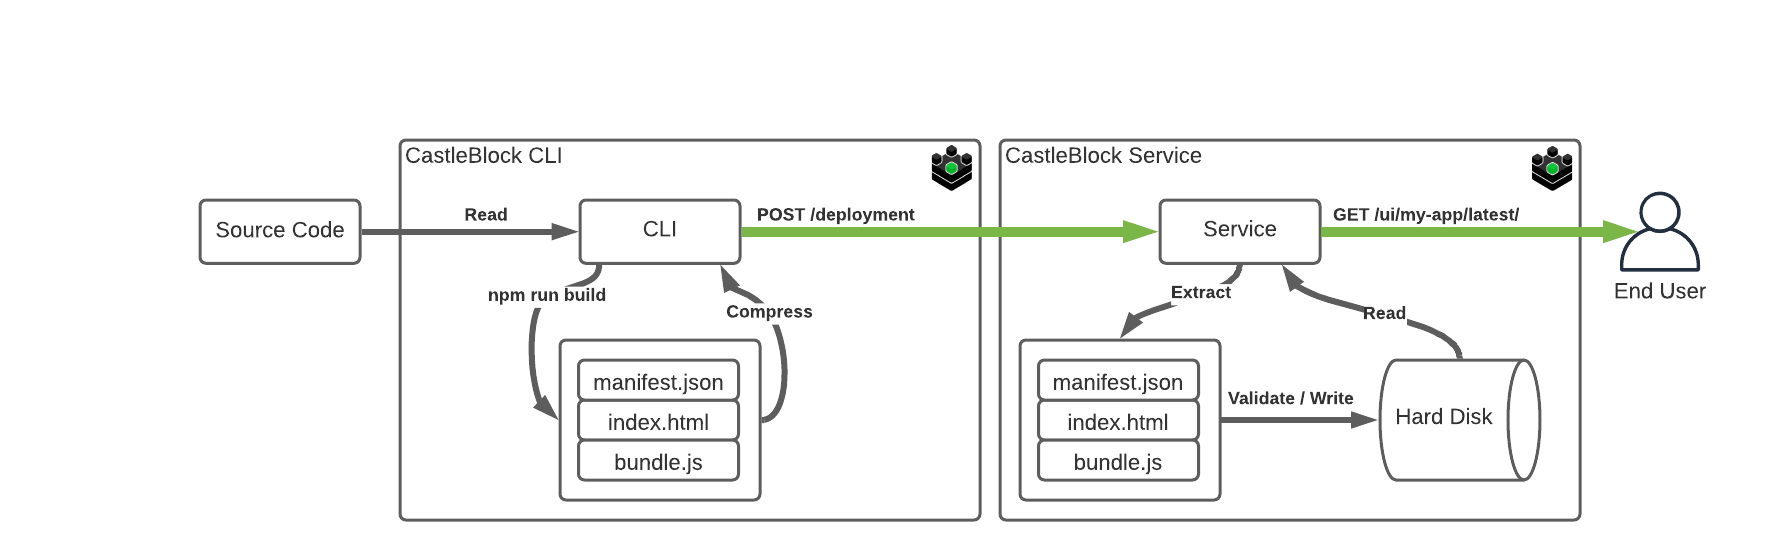 CastleBlock CLI
CastleBlock Service
Source Code
Read
CLI
POST /deployment
Service
GET /ui/my-app/latest/
End User
npm run build
Compress
manifest.json
index.html
bundle.js
Extract
Read
manifest.json
index.html
bundle.js
Validate / Write
Hard Disk